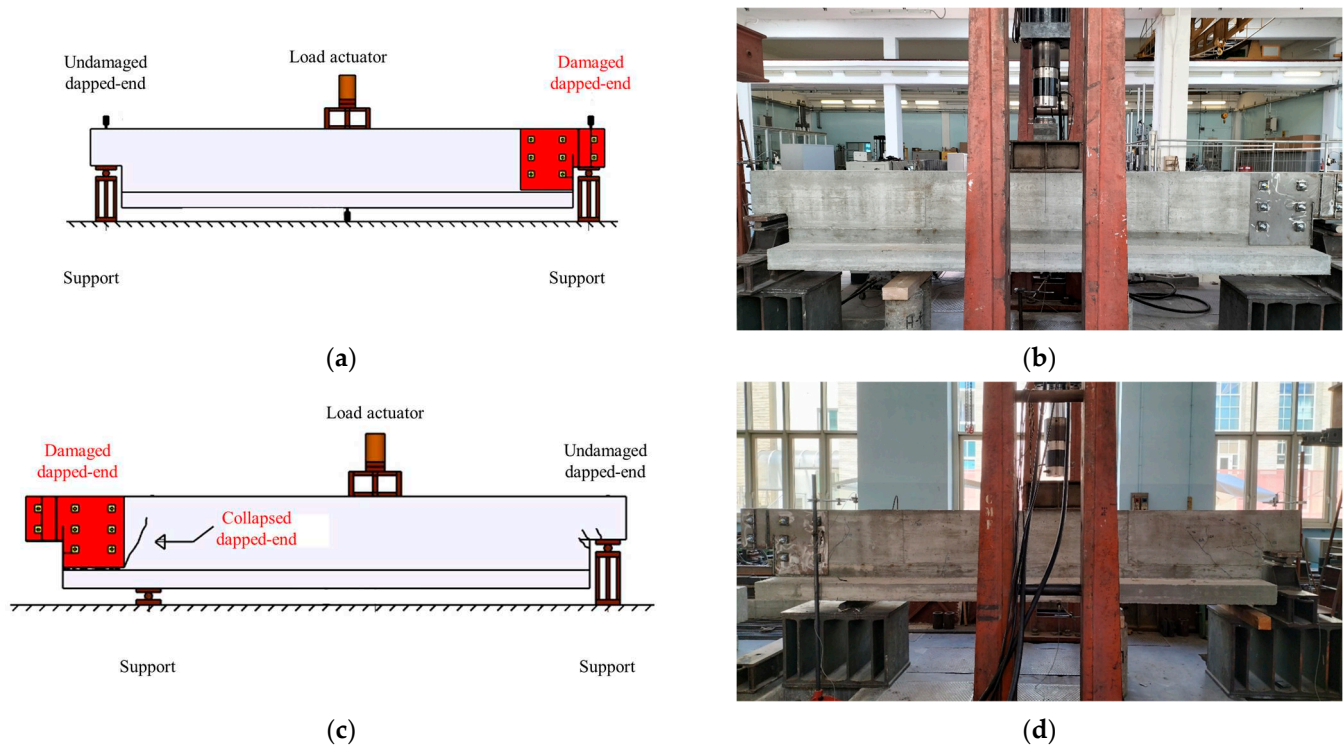 Load actuator
Undamaged
dapped-end
Damaged
dapped-end
Support
Support
(a)
(b)
Load actuator
Damaged
dapped-end
Undamaged
dapped-end
Collapsed
dapped-end
Support
Support
(c)
(d)